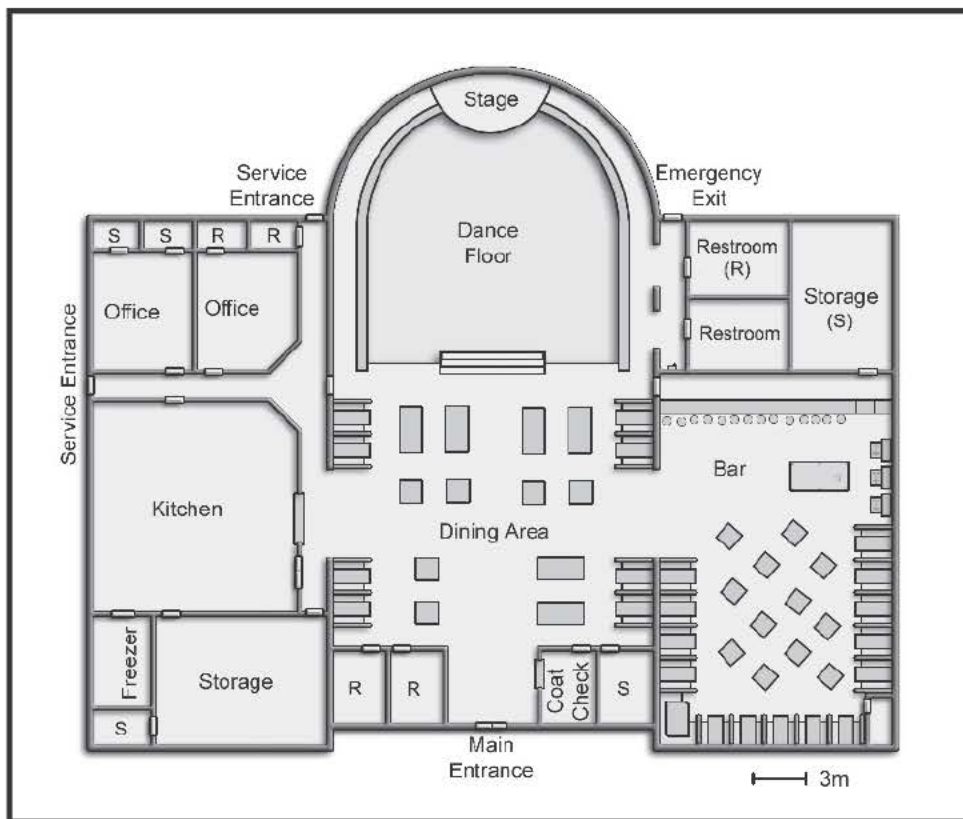 Stage
Service
Entrance
Emergency
Exit
S
S
R
R
Dance
Floor
Restroom
(R)
Office
Office
Storage
(S)
Restroom
Service Entrance
Bar
Kitchen
Dining Area
Freezer
Storage
S
R
R
Coat
Check
S
Main
Entrance
3m